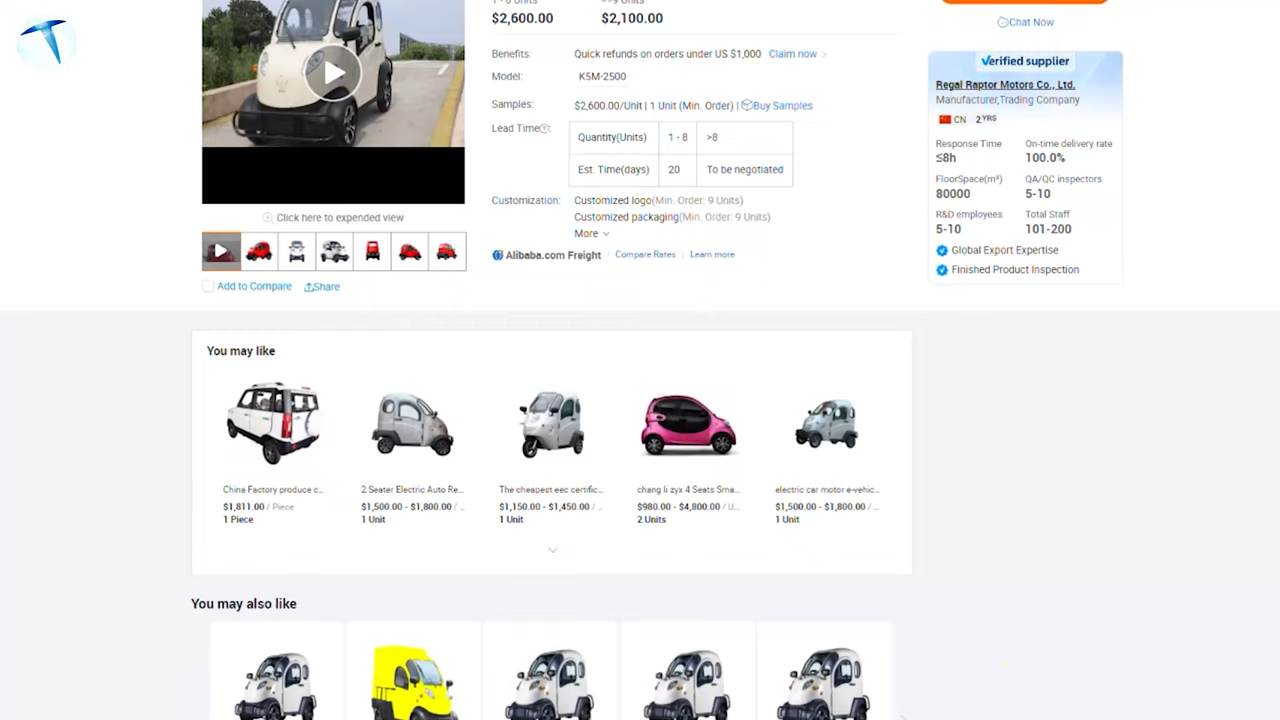 1 - 8 Units
>=9 Units
$2,600.00
$2,100.00
Benefits:
Quick refunds on orders under US $1,000 Claim now >
Model:
K5M-2500
Samples:
$2,600.00/Unit | 1 Unit (Min. Order) | Buy Samples
Lead Time?:
Quantity(Units)
1 - 8
>8
Est. Time(days)
20
To be negotiated
Customization:
Customized logo(Min. Order: 9 Units)
Customized packaging(Min. Order: 9 Units)
More
Alibaba.com Freight | Compare Rates | Learn more
Click here to expended view
Add to Compare
Share
Chat Now
Verified supplier
Regal Raptor Motors Co., Ltd.
Manufacturer,Trading Company
CN 2YRS
Response Time
On-time delivery rate
≤8h
100.0%
FloorSpace(m²)
QA/QC inspectors
80000
5-10
R&D employees
Total Staff
5-10
101-200
Global Export Expertise
Finished Product Inspection
You may like
China Factory produce c...
$1,811.00 / Piece
1 Piece
2 Seater Electric Auto Re...
$1,500.00 - $1,800.00 / ...
1 Unit
The cheapest eec certific...
$1,150.00 - $1,450.00 / ...
1 Unit
chang li zyx 4 Seats Sma...
$980.00 - $4,800.00 / U...
2 Units
electric car motor e-vehic...
$1,500.00 - $1,800.00 / ...
1 Unit
You may also like